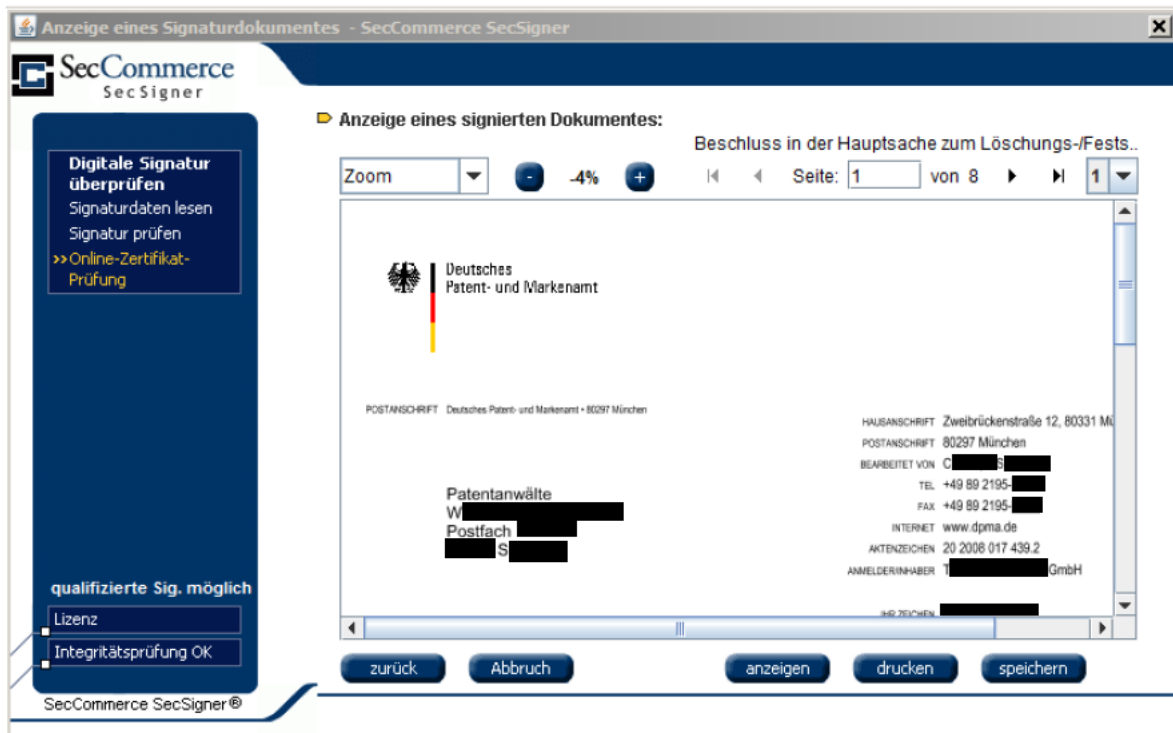 Anzeige eines Signaturdokumentes - SecCommerce SecSigner
SecCommerce
SecSigner
Digitale Signatur
überprüfen
Signaturdaten lesen
Signatur prüfen
>> Online-Zertifikat-
Prüfung
qualifizierte Sig. möglich
Lizenz
Integritätsprüfung OK
SecCommerce SecSigner®
Anzeige eines signierten Dokumentes:
Beschluss in der Hauptsache zum Löschungs-/Fests..
Zoom - -4% + Seite: 1 von 8 1
Deutsches
Patent- und Markenamt
POSTANSCHRIFT Deutsches Patent- und Markenamt • 80297 München
Patentanwälte
W
Postfach
S
HAUSANSCHRIFT Zweibrückenstraße 12, 80331 Mü
POSTANSCHRIFT 80297 München
BEARBEITET VON C S
TEL +49 89 2195-
FAX +49 89 2195-
INTERNET www.dpma.de
AKTENZEICHEN 20 2008 017 439.2
ANMELDER/INHABER T GmbH
IHR ZEICHEN
zurück Abbruch anzeigen drucken speichern